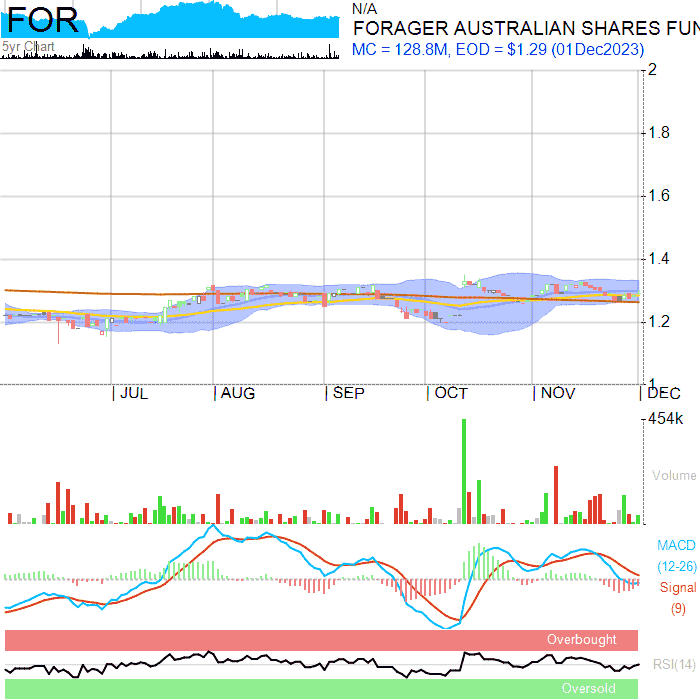 FOR
5yr Chart
N/A
FORAGER AUSTRALIAN SHARES FUN
MC = 128.8M, EOD = $1.29 (01Dec2023)
2
1.8
1.6
1.4
1.2
1
JUL AUG SEP OCT NOV DEC
454k
Volume
MACD
(12-26)
Signal
(9)
Overbought
RSI(14)
Oversold